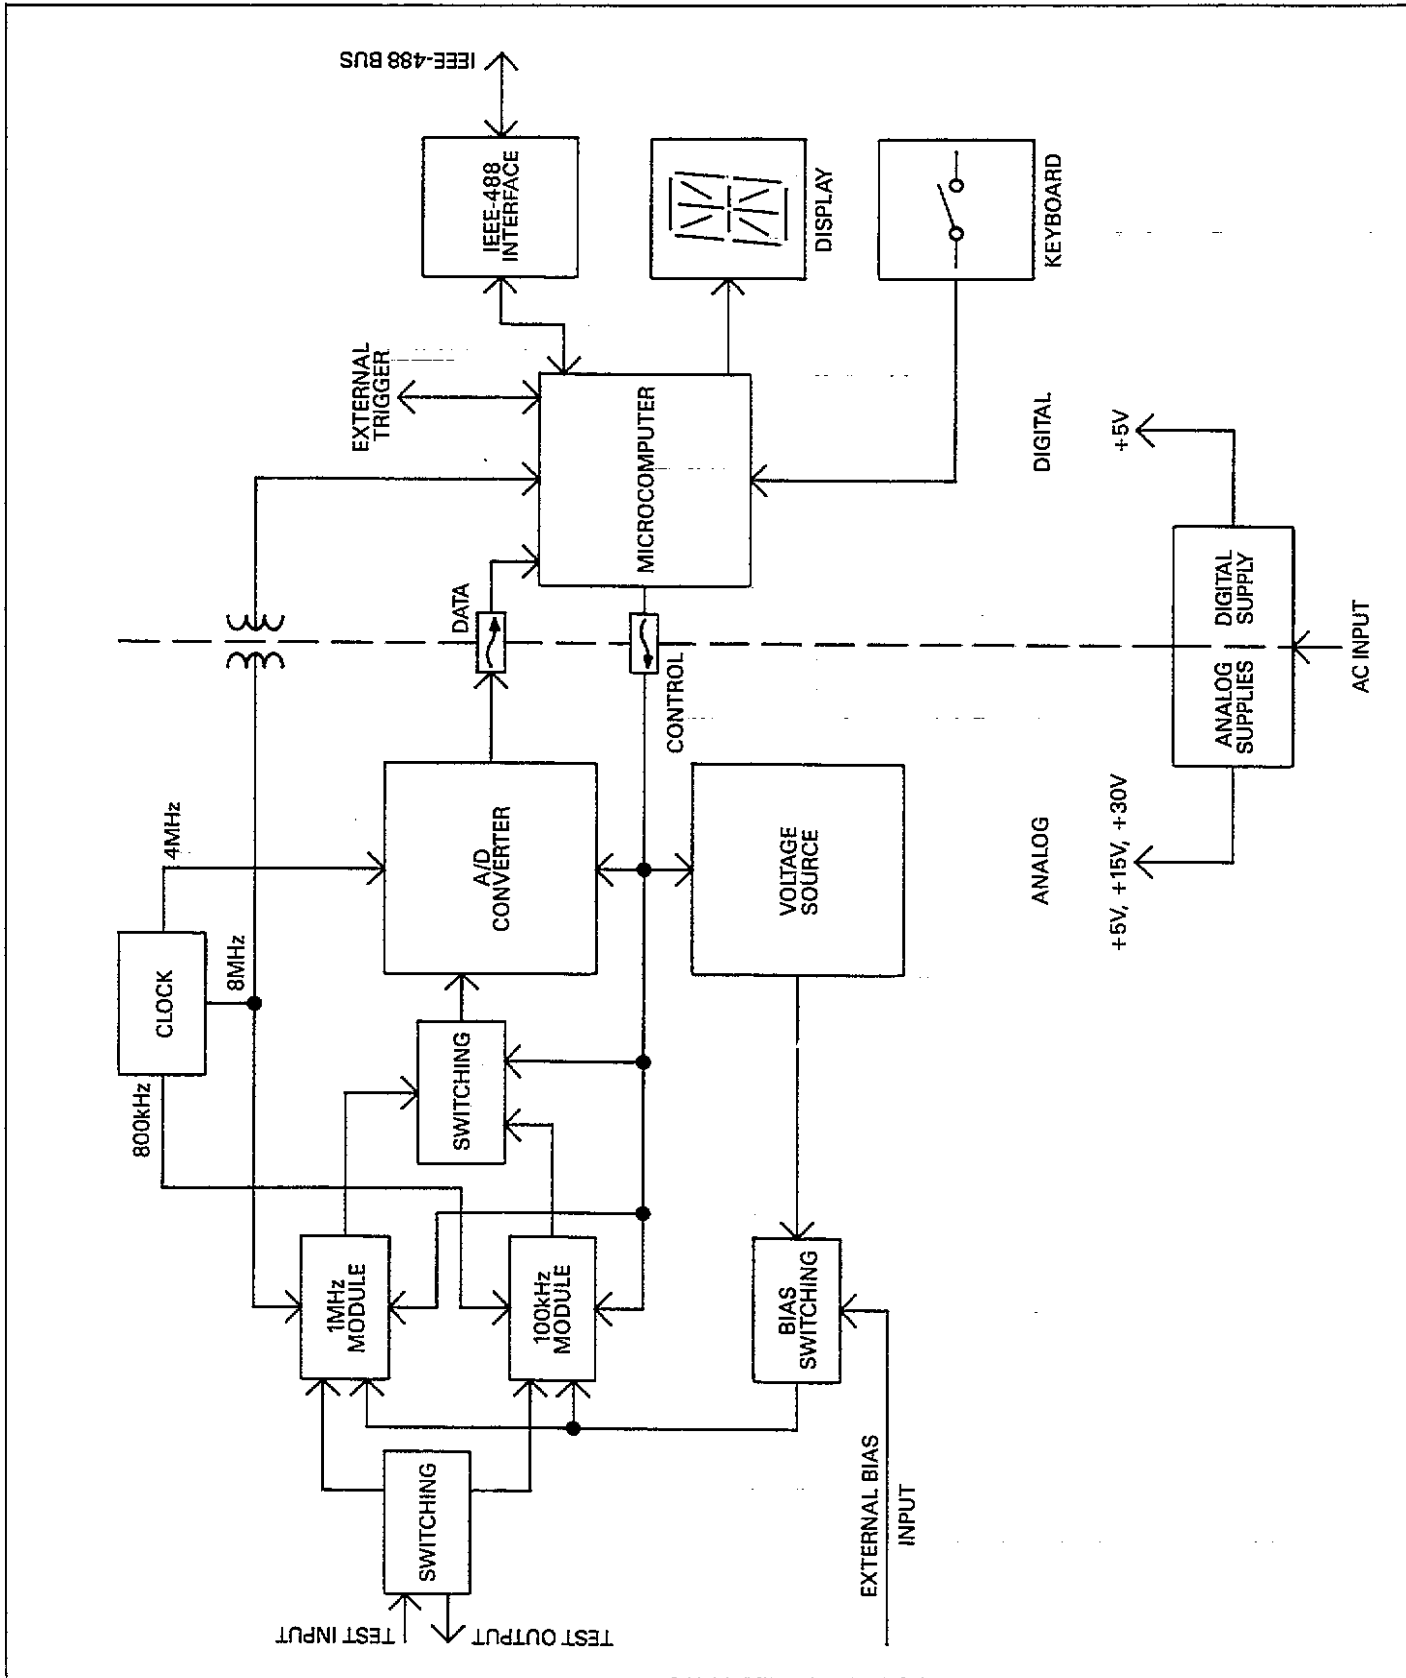 TEST INPUT
TEST OUTPUT
SWITCHING
1MHz
MODULE
100kHz
MODULE
800kHz
CLOCK
4MHz
8MHz
SWITCHING
A/D
CONVERTER
DATA
CONTROL
EXTERNAL
TRIGGER
MICROCOMPUTER
IEEE-488
INTERFACE
IEEE-488 BUS
DISPLAY
KEYBOARD
EXTERNAL BIAS
INPUT
BIAS
SWITCHING
VOLTAGE
SOURCE
ANALOG
DIGITAL
+5V, +15V, +30V
+5V
ANALOG
SUPPLIES
DIGITAL
SUPPLY
AC INPUT